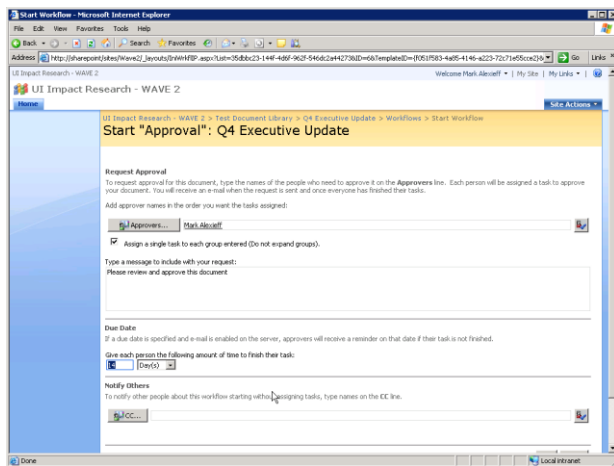 Start Workflow - Microsoft Internet Explorer
File Edit View Favorites Tools Help
Back Search Favorites
Address http://sharepoint/sites/Wave2/_layouts/IniWrkflIP.aspx?List=35dbbc23-144f-4d6f-962f-546dc2a44273&ID=6&TemplateID={f051f583-4a95-4146-a223-72c71e55cce2}& Go Links
UI Impact Research - WAVE 2 Welcome Mark Alexieff My Site My Links
UI Impact Research - WAVE 2
Home Site Actions
UI Impact Research - WAVE 2 > Test Document Library > Q4 Executive Update > Workflows > Start Workflow
Start "Approval": Q4 Executive Update
Request Approval
To request approval for this document, type the names of the people who need to approve it on the Approvers line. Each person will be assigned a task to approve
your document. You will receive an e-mail when the request is sent and once everyone has finished their tasks.
Add approver names in the order you want the tasks assigned:
Approvers... Mark Alexieff
Assign a single task to each group entered (Do not expand groups).
Type a message to include with your request:
Please review and approve this document
Due Date
If a due date is specified and e-mail is enabled on the server, approvers will receive a reminder on that date if their task is not finished.
Give each person the following amount of time to finish their task:
14 Day(s)
Notify Others
To notify other people about this workflow starting without assigning tasks, type names on the CC line.
CC...
Done Local intranet